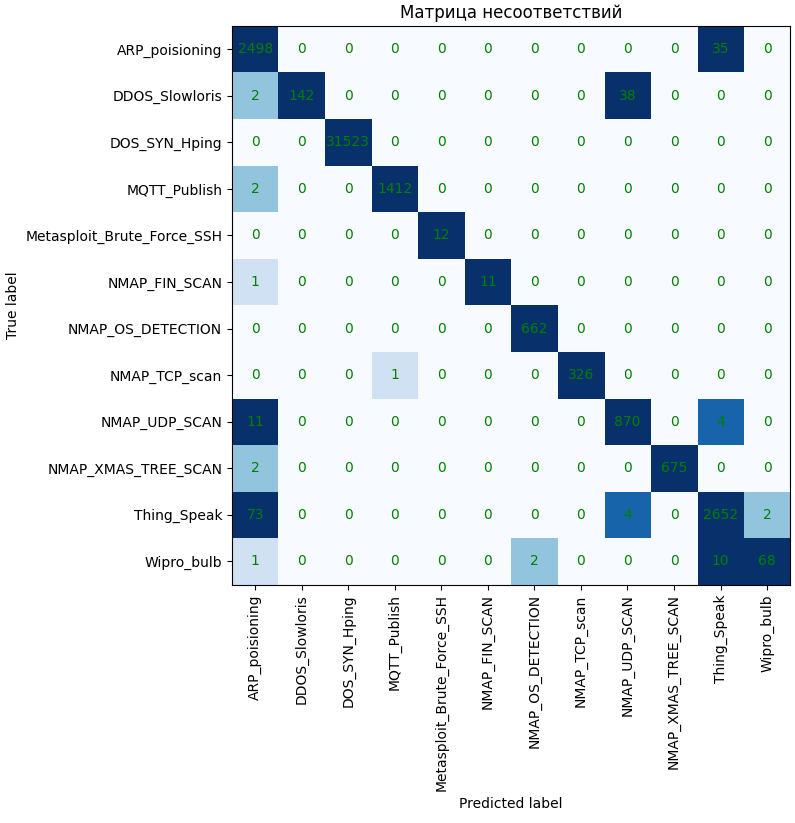 Матрица несоответствий
True label
ARP_poisioning 2498 0 0 0 0 0 0 0 0 0 35 0
DDOS_Slowloris 2 142 0 0 0 0 0 0 38 0 0 0
DOS_SYN_Hping 0 0 31523 0 0 0 0 0 0 0 0 0
MQTT_Publish 2 0 0 1412 0 0 0 0 0 0 0 0
Metasploit_Brute_Force_SSH 0 0 0 0 12 0 0 0 0 0 0 0
NMAP_FIN_SCAN 1 0 0 0 0 11 0 0 0 0 0 0
NMAP_OS_DETECTION 0 0 0 0 0 0 662 0 0 0 0 0
NMAP_TCP_scan 0 0 0 1 0 0 0 326 0 0 0 0
NMAP_UDP_SCAN 11 0 0 0 0 0 0 0 870 0 4 0
NMAP_XMAS_TREE_SCAN 2 0 0 0 0 0 0 0 0 675 0 0
Thing_Speak 73 0 0 0 0 0 0 0 4 0 2652 2
Wipro_bulb 1 0 0 0 0 0 2 0 0 0 10 68
ARP_poisioning
DDOS_Slowloris
DOS_SYN_Hping
MQTT_Publish
Metasploit_Brute_Force_SSH
NMAP_FIN_SCAN
NMAP_OS_DETECTION
NMAP_TCP_scan
NMAP_UDP_SCAN
NMAP_XMAS_TREE_SCAN
Thing_Speak
Wipro_bulb
Predicted label